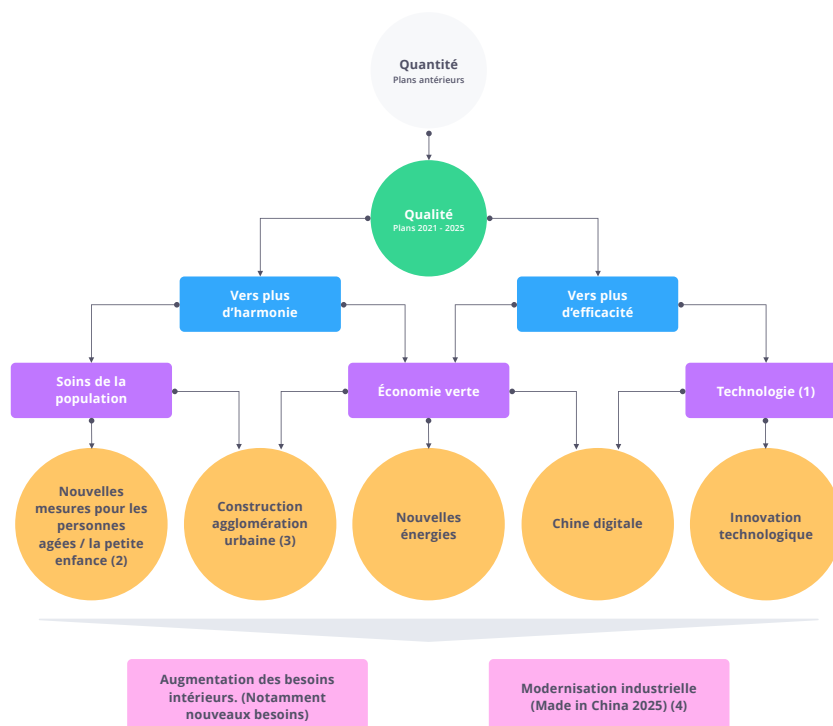 Quantité
Plans antérieurs
Qualité
Plans 2021 - 2025
Vers plus
d'harmonie
Vers plus
d'efficacité
Soins de la
population
Économie verte
Technologie (1)
Nouvelles
mesures pour les
personnes
agées / la petite
enfance (2)
Construction
agglomération
urbaine (3)
Nouvelles
énergies
Chine digitale
Innovation
technologique
Augmentation des besoins
intérieurs. (Notamment
nouveaux besoins)
Modernisation industrielle
(Made in China 2025) (4)